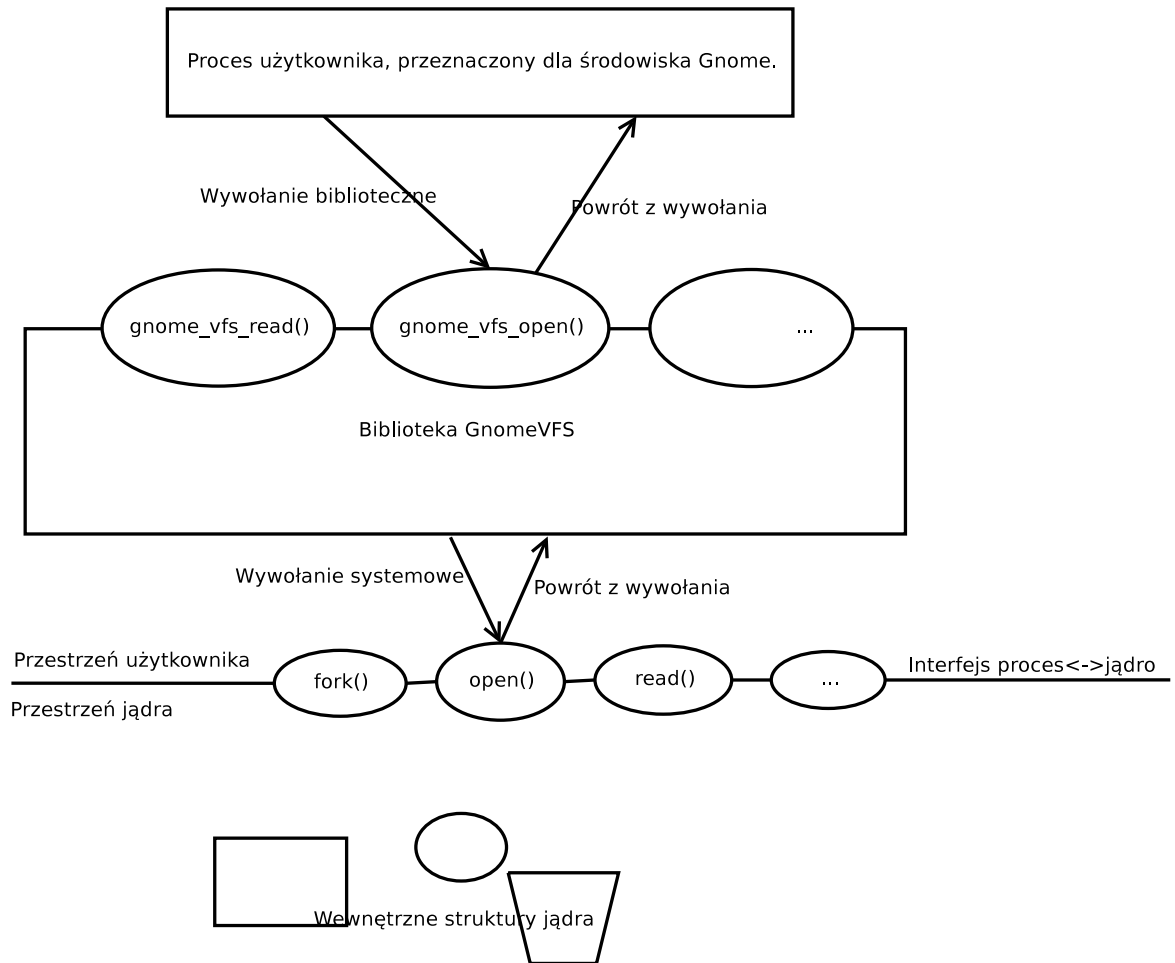 Proces użytkownika, przeznaczony dla środowiska Gnome.
Wywołanie biblioteczne
Powrót z wywołania
gnome_vfs_read()
gnome_vfs_open()
...
Biblioteka GnomeVFS
Wywołanie systemowe
Powrót z wywołania
Przestrzeń użytkownika
fork()
open()
read()
...
Interfejs proces<->jądro
Przestrzeń jądra
Wewnętrzne struktury jądra